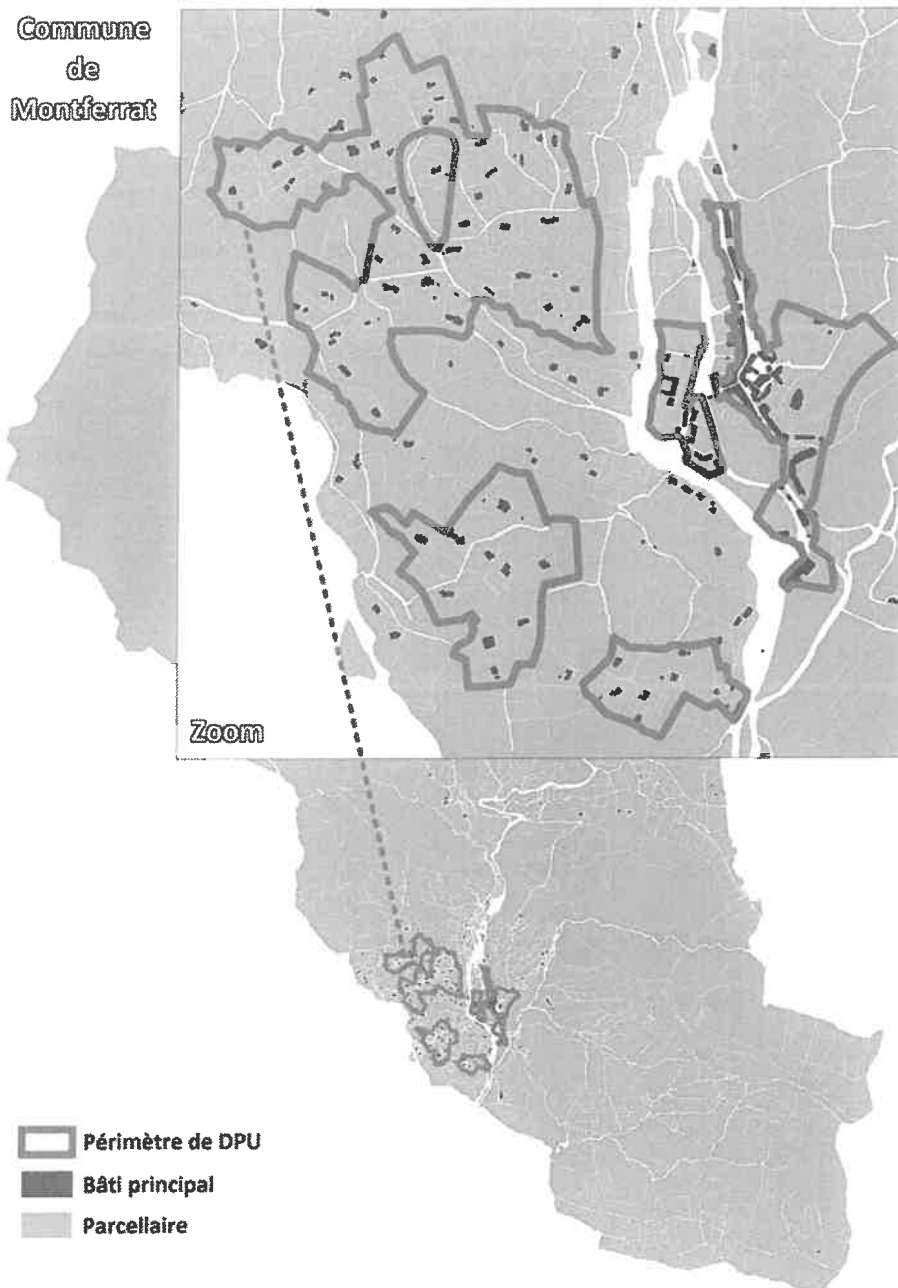 Commune
de
Montferrat
Zoom
Périmètre de DPU
Bâti principal
Parcellaire